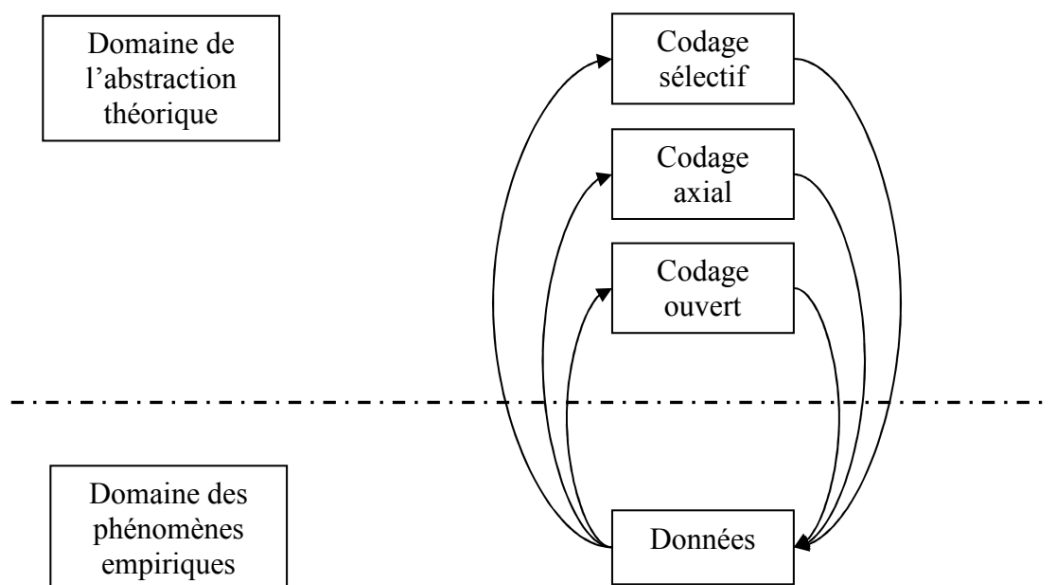 Domaine de
l’abstraction
théorique
Codage
sélectif
Codage
axial
Codage
ouvert
Domaine des
phénomènes
empiriques
Données